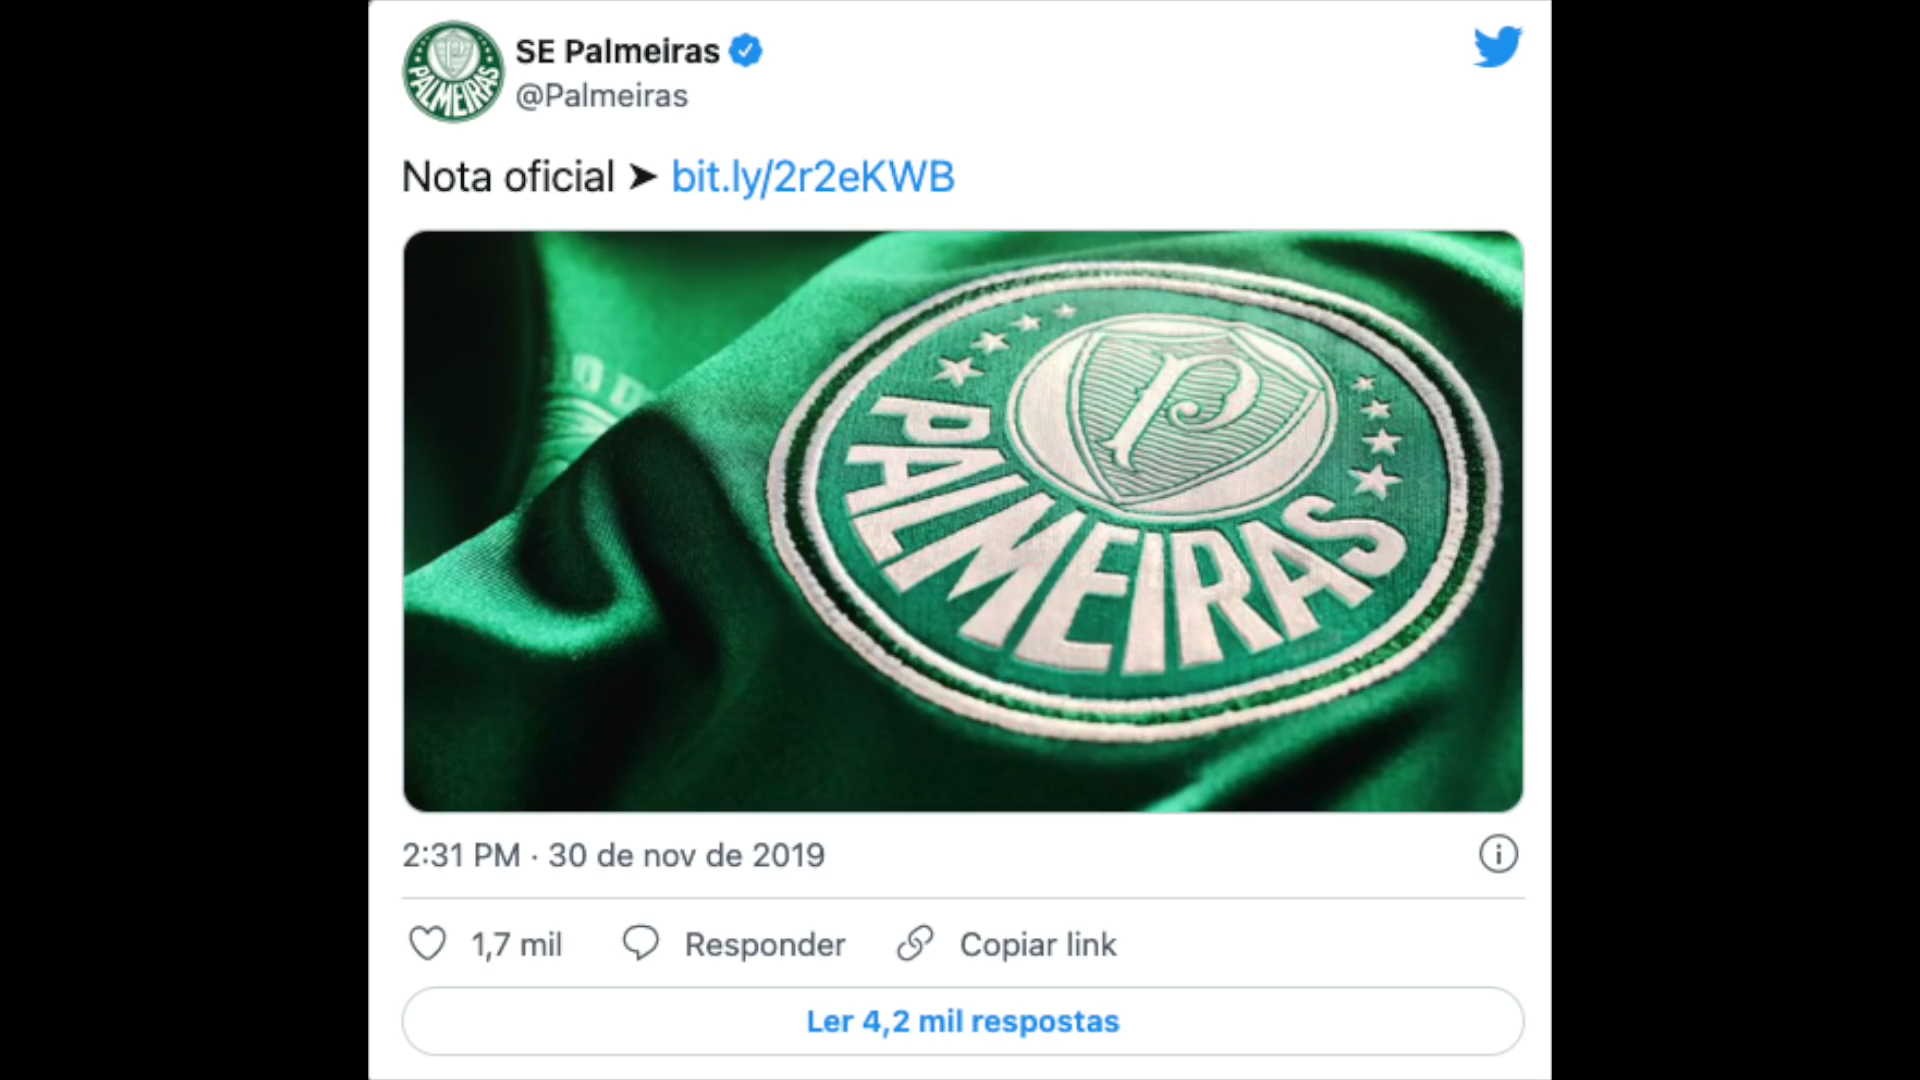 SE Palmeiras
@Palmeiras
Nota oficial ➤ bit.ly/2r2eKWB
P
PALMEIRAS
2:31 PM · 30 de nov de 2019
1,7 mil Responder Copiar link
Ler 4,2 mil respostas